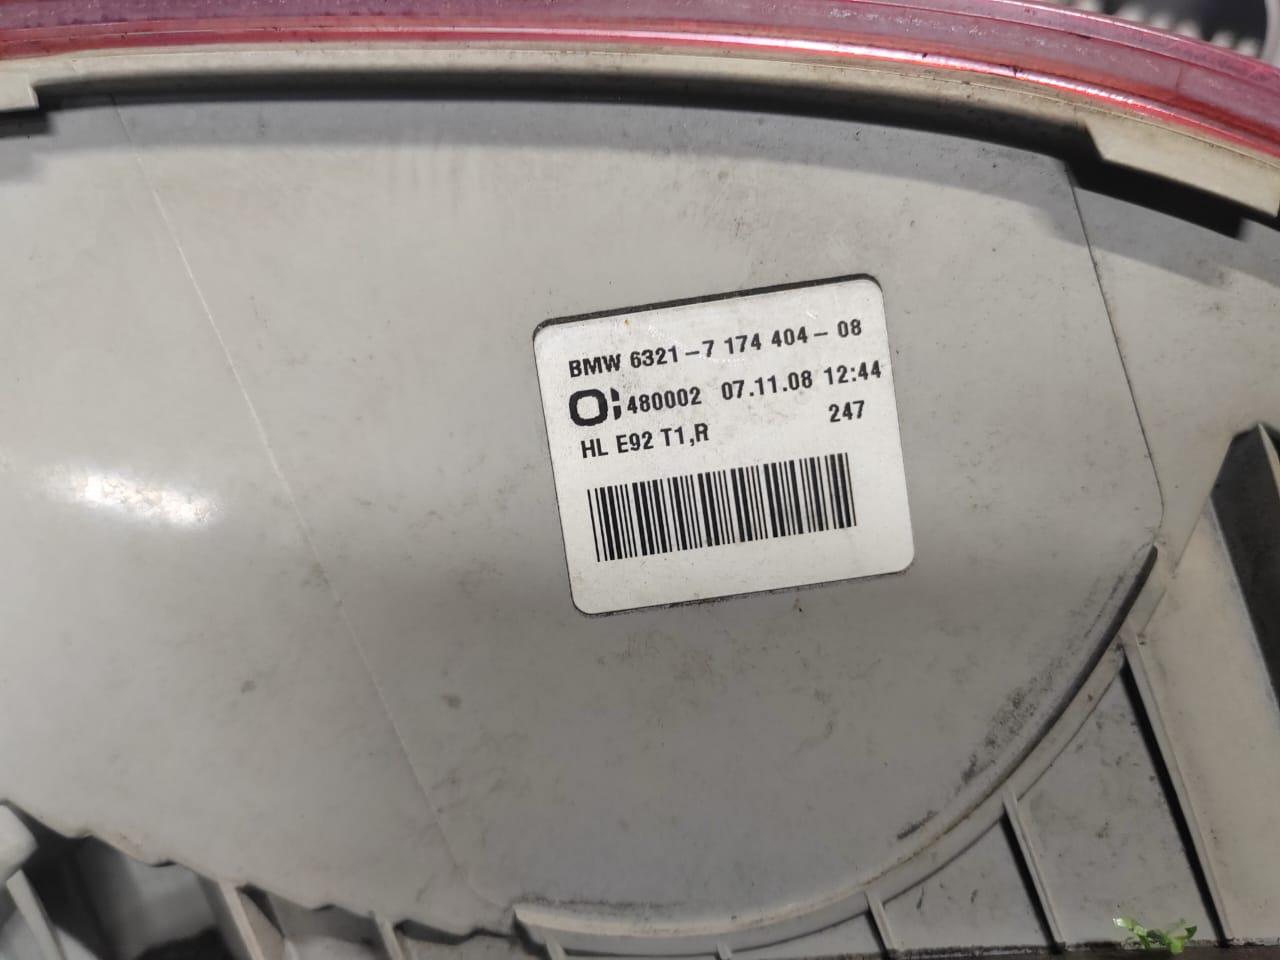 BMW 6321-7 174 404-08
480002 07.11.08 12:44
HL E92 T1,R 247